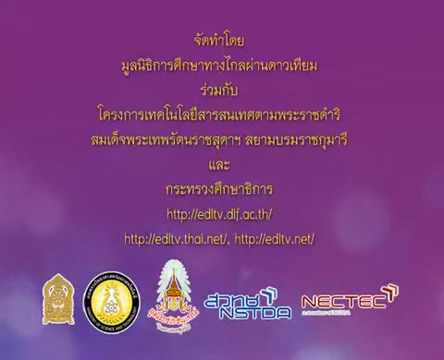 จัดทำโดย
มูลนิธิการศึกษาทางไกลผ่านดาวเทียม
ร่วมกับ
โครงการเทคโนโลยีสารสนเทศตามพระราชดำริ
สมเด็จพระเทพรัตนราชสุดาฯ สยามบรมราชกุมารี
และ
กระทรวงศึกษาธิการ
http://edltv.dlf.ac.th/
http://edltv.thai.net/, http://edltv.net/
สวทช NECTEC
NSTDA